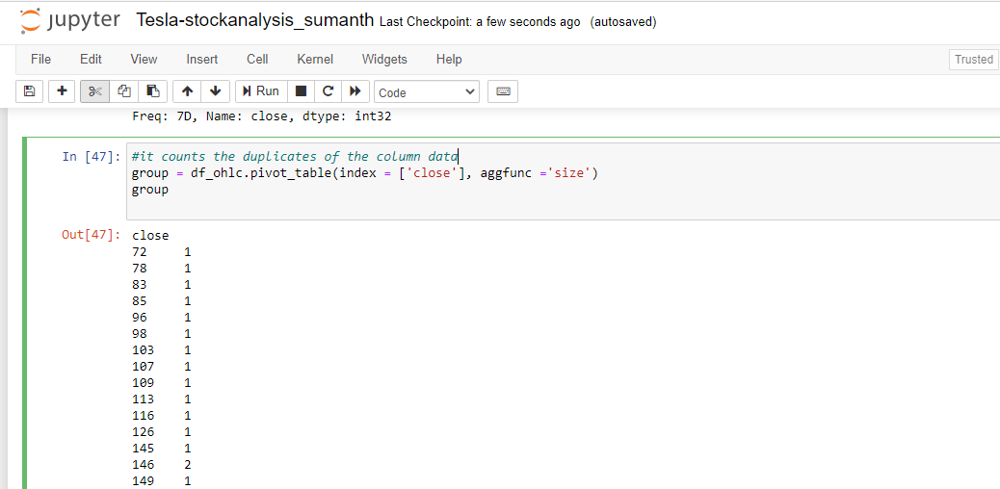 jupyter Tesla-stockanalysis_sumanth Last Checkpoint: a few seconds ago (autosaved)
File Edit View Insert Cell Kernel Widgets Help Trusted
Run Code
Freq: 7D, Name: close, dtype: int32
In [47]: #it counts the duplicates of the column data
group = df_ohlc.pivot_table(index = ['close'], aggfunc ='size')
group
Out[47]: close
72 1
78 1
83 1
85 1
96 1
98 1
103 1
107 1
109 1
113 1
116 1
126 1
145 1
146 2
149 1